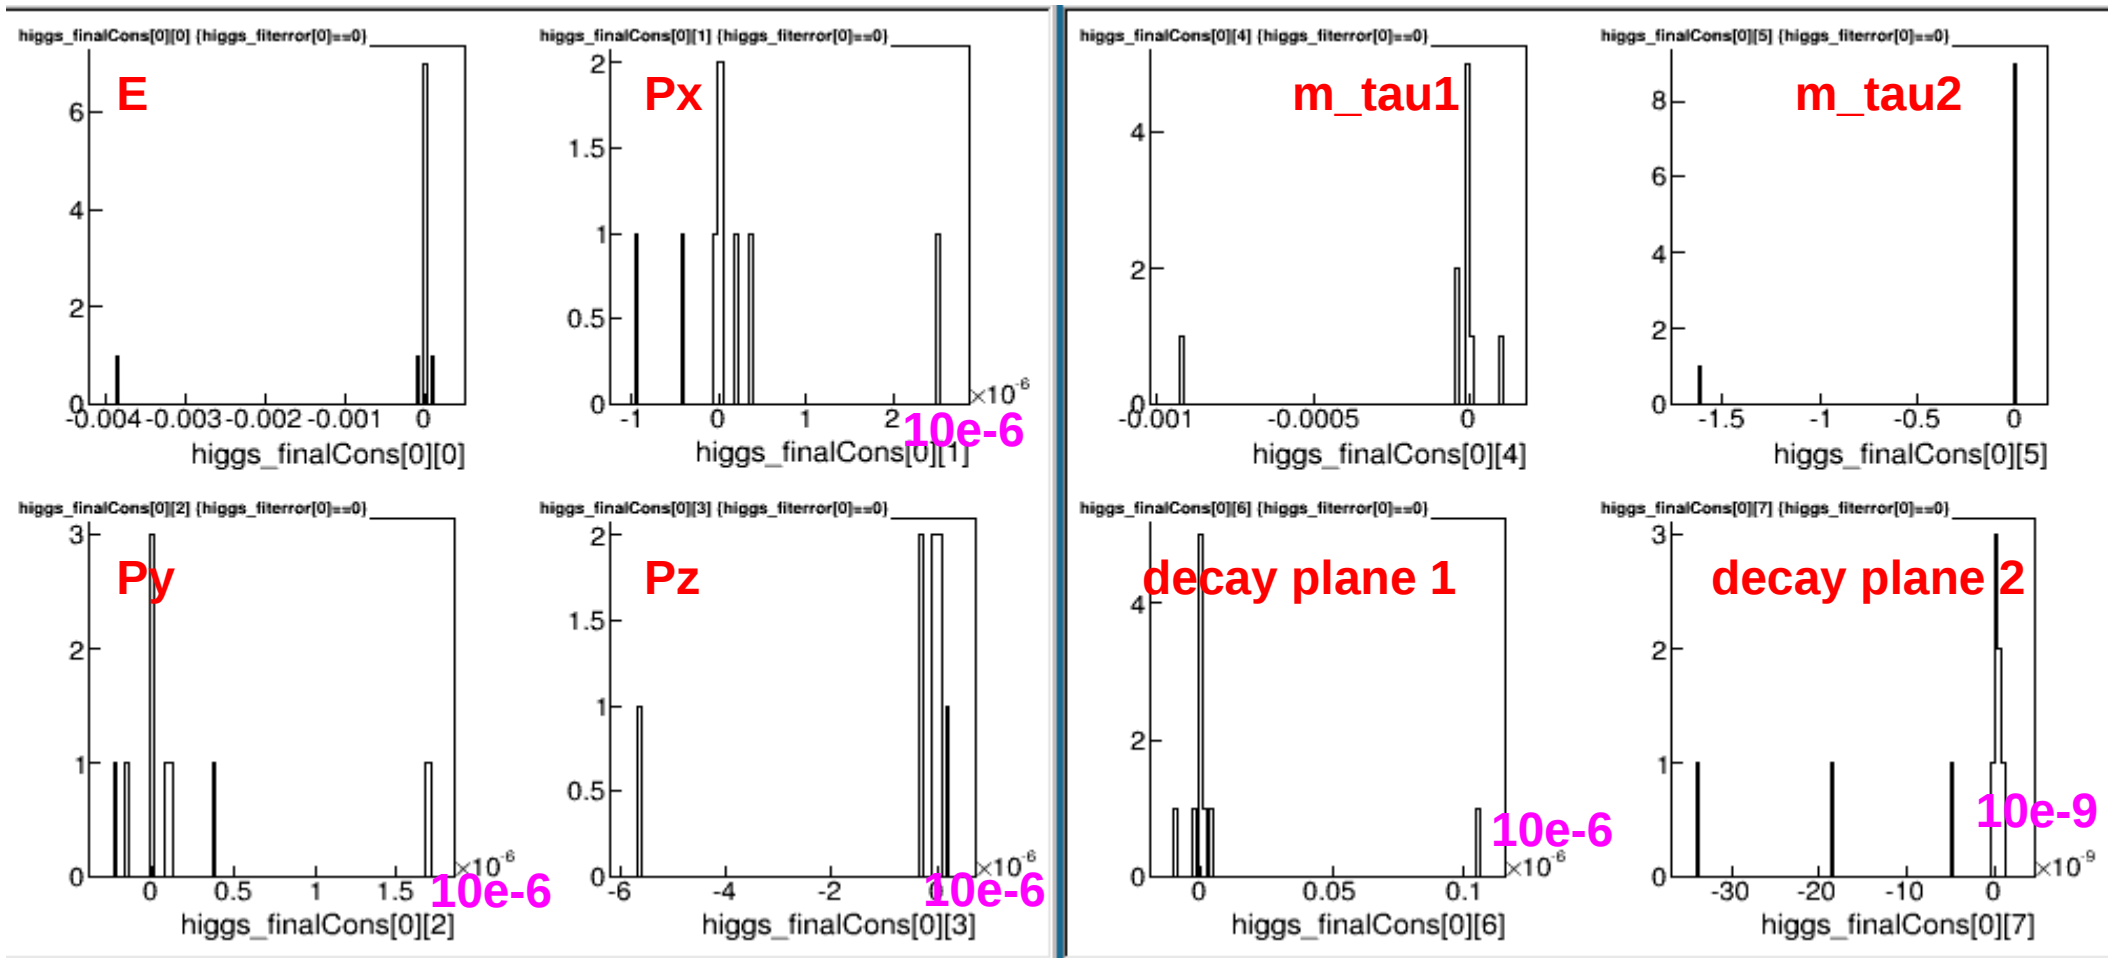 higgs_finalCons[0][0] {higgs_fiterror[0]==0}
E
6
4
2
0
-0.004 -0.003 -0.002 -0.001 0
higgs_finalCons[0][0]
higgs_finalCons[0][1] {higgs_fiterror[0]==0}
Px
2
1.5
1
0.5
0
-1 0 1 2
×10^-6
10e-6
higgs_finalCons[0][1]
higgs_finalCons[0][4] {higgs_fiterror[0]==0}
m_tau1
4
2
0
-0.001 -0.0005 0
higgs_finalCons[0][4]
higgs_finalCons[0][5] {higgs_fiterror[0]==0}
m_tau2
8
6
4
2
0
-1.5 -1 -0.5 0
higgs_finalCons[0][5]
higgs_finalCons[0][2] {higgs_fiterror[0]==0}
Py
3
2
1
0
0 0.5 1 1.5
×10^-6
10e-6
higgs_finalCons[0][2]
higgs_finalCons[0][3] {higgs_fiterror[0]==0}
Pz
2
1.5
1
0.5
0
-6 -4 -2 0
×10^-6
10e-6
higgs_finalCons[0][3]
higgs_finalCons[0][6] {higgs_fiterror[0]==0}
decay plane 1
4
2
0
0 0.05 0.1
10e-6
×10^-6
higgs_finalCons[0][6]
higgs_finalCons[0][7] {higgs_fiterror[0]==0}
decay plane 2
3
2
1
0
-30 -20 -10 0
10e-9
×10^-9
higgs_finalCons[0][7]